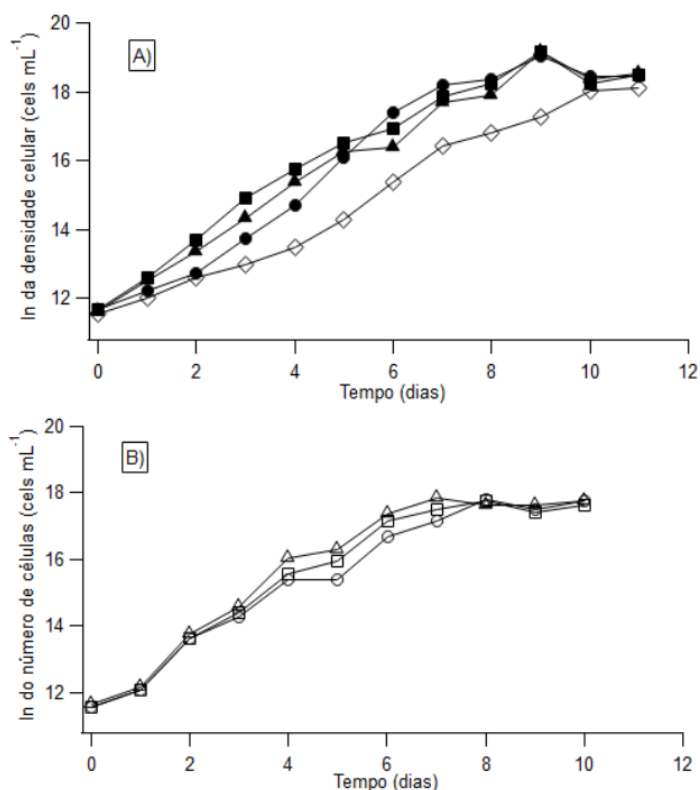 A)
ln da densidade celular (cels mL⁻¹)
20
18
16
14
12
0 2 4 6 8 10 12
Tempo (dias)
B)
ln do número de células (cels mL⁻¹)
20
18
16
14
12
0 2 4 6 8 10 12
Tempo (dias)